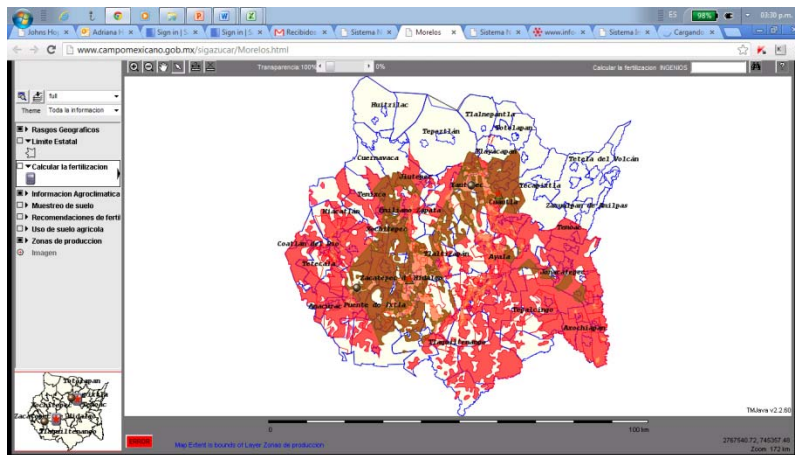 ES 98% 03:30 p.m.
Johns Ho Adriana H Sign in | S Sign in | S Recibidos Sistema N Morelos Sistema N www.info Sistema In Cargando
www.campomexicano.gob.mx/sigazucar/Morelos.html
Transparencia 100% 0% Calcular la fertilizacion INGENIOS ?
full
Theme Toda la informacion
Rasgos Geograficos
Limite Estatal
Calcular la fertilizacion
Informacion Agroclimatica
Muestreo de suelo
Recomendaciones de ferti
Uso de suelo agricola
Zonas de produccion
Imagen
Huitzilac
Tlalnepantla
Tepoztlán
Totolapan
Tlayacapan
Cuernavaca
Tetela del Volcán
Jiutepec
Yautepec
Yecapixtla
Temixco
Cuautla
Zacualpan de Amilpas
Miacatlán
Emiliano Zapata
Xochitepec
Temoac
Coatlán del Río
Tlaltizapán
Ayala
Tetecala
Jonacatepec
Zacatepec d Hidalgo
Amacuzac
Puente de Ixtla
Tepalcingo
Axochiapan
Tlaquiltenango
TMJava v2.2.60
0 100 km
ERROR
Map Extent is bounds of Layer Zonas de produccion
2767540.72, 745357.48
Zoom: 172 km